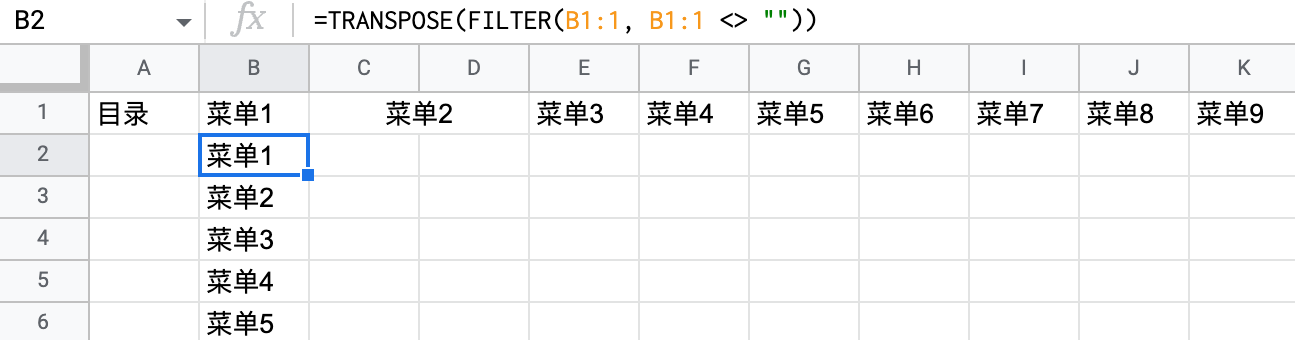 B2 fx =TRANSPOSE(FILTER(B1:1, B1:1 <> ""))
A B C D E F G H I J K
1 目录 菜单1 菜单2 菜单3 菜单4 菜单5 菜单6 菜单7 菜单8 菜单9
2 菜单1
3 菜单2
4 菜单3
5 菜单4
6 菜单5